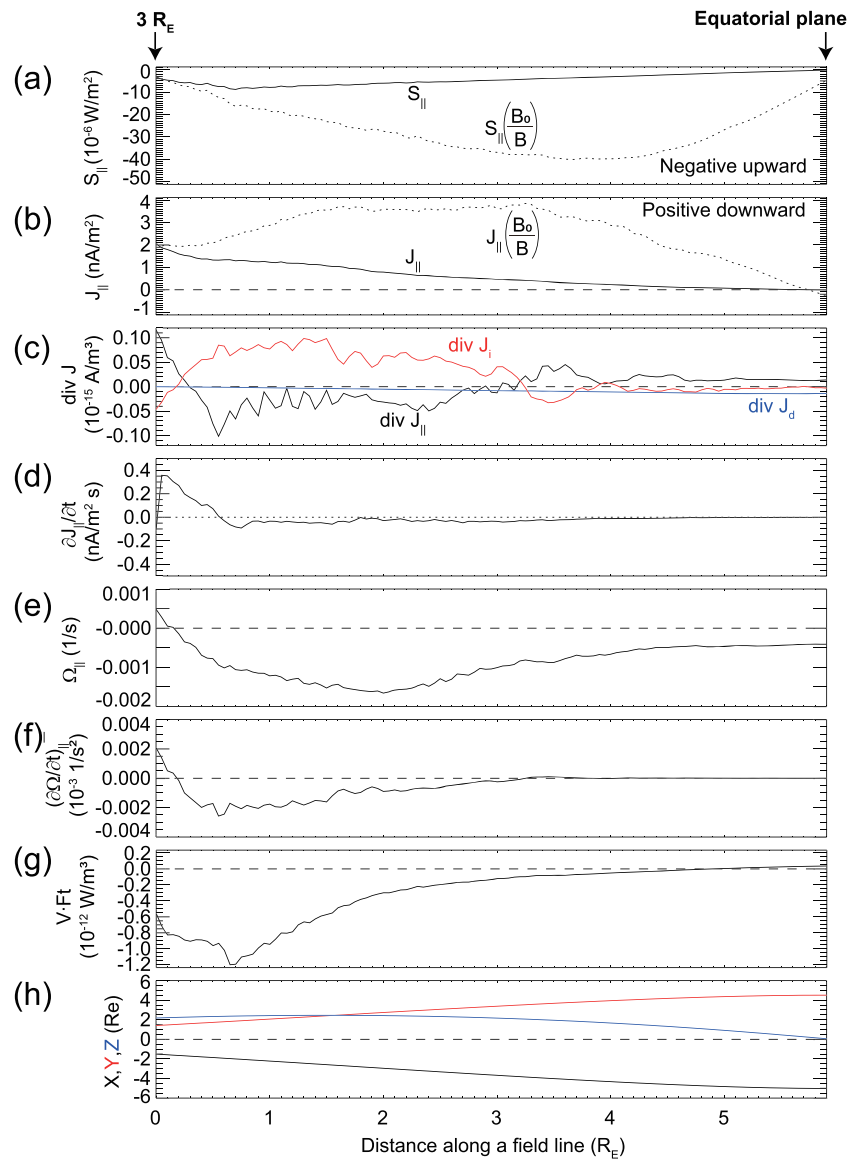 3 R_E Equatorial plane
(a)
S_|| (10^-6 W/m^2)
0
-10
-20
-30
-40
-50
S_||
S_||(B_0/B)
Negative upward
(b)
J_|| (nA/m^2)
4
3
2
1
0
-1
J_||
J_||(B_0/B)
Positive downward
(c)
div J
(10^-15 A/m³)
0.10
0.05
0.00
-0.05
-0.10
div J_i
div J_||
div J_d
(d)
∂J_||/∂t
(nA/m^2 s)
0.4
0.2
0.0
-0.2
-0.4
(e)
Ω_|| (1/s)
0.001
-0.000
-0.001
-0.002
(f)
(∂Ω/∂t)_||
(10^-3 1/s²)
0.004
0.002
0.000
-0.002
-0.004
(g)
V·Ft
(10^-12 W/m³)
0.2
0.0
-0.2
-0.4
-0.6
-0.8
-1.0
-1.2
(h)
X,Y,Z (Re)
6
4
2
0
-2
-4
-6
0 1 2 3 4 5
Distance along a field line (R_E)